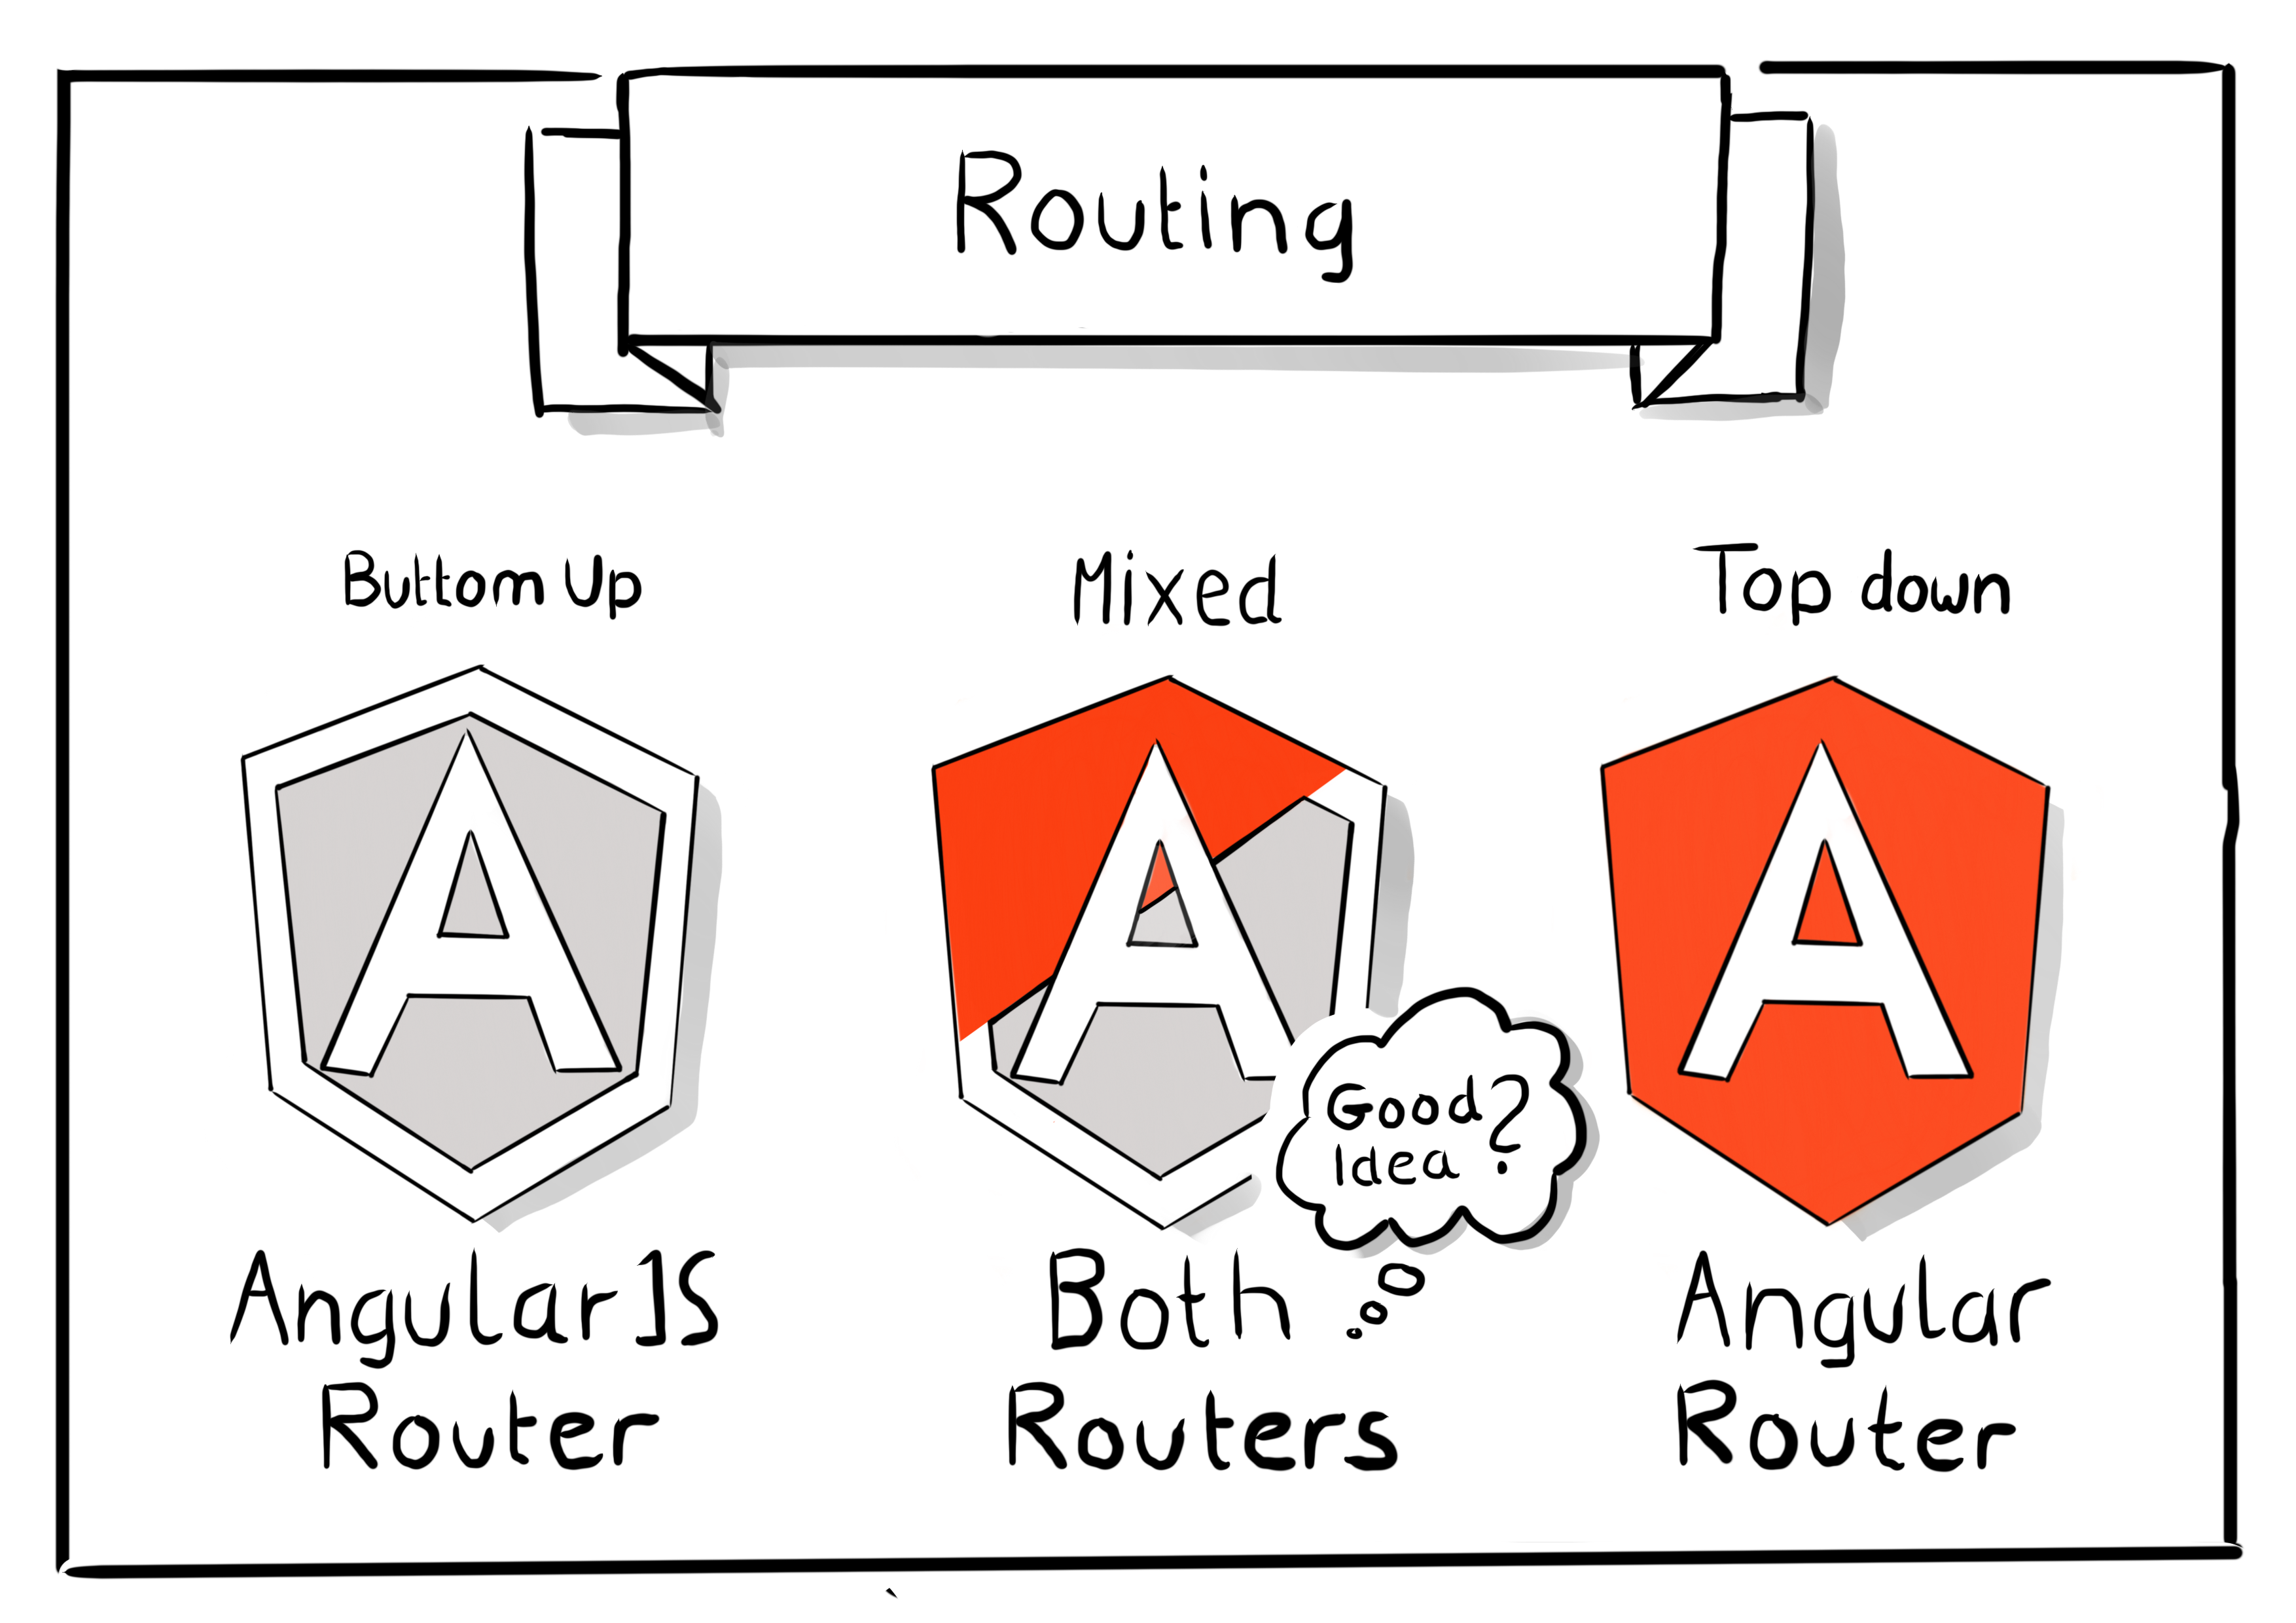 Routing
Buttom Up
Mixed
Top down
A
A
A
Good
Idea?
AngularJS
Router
Both
Routers
Angular
Router